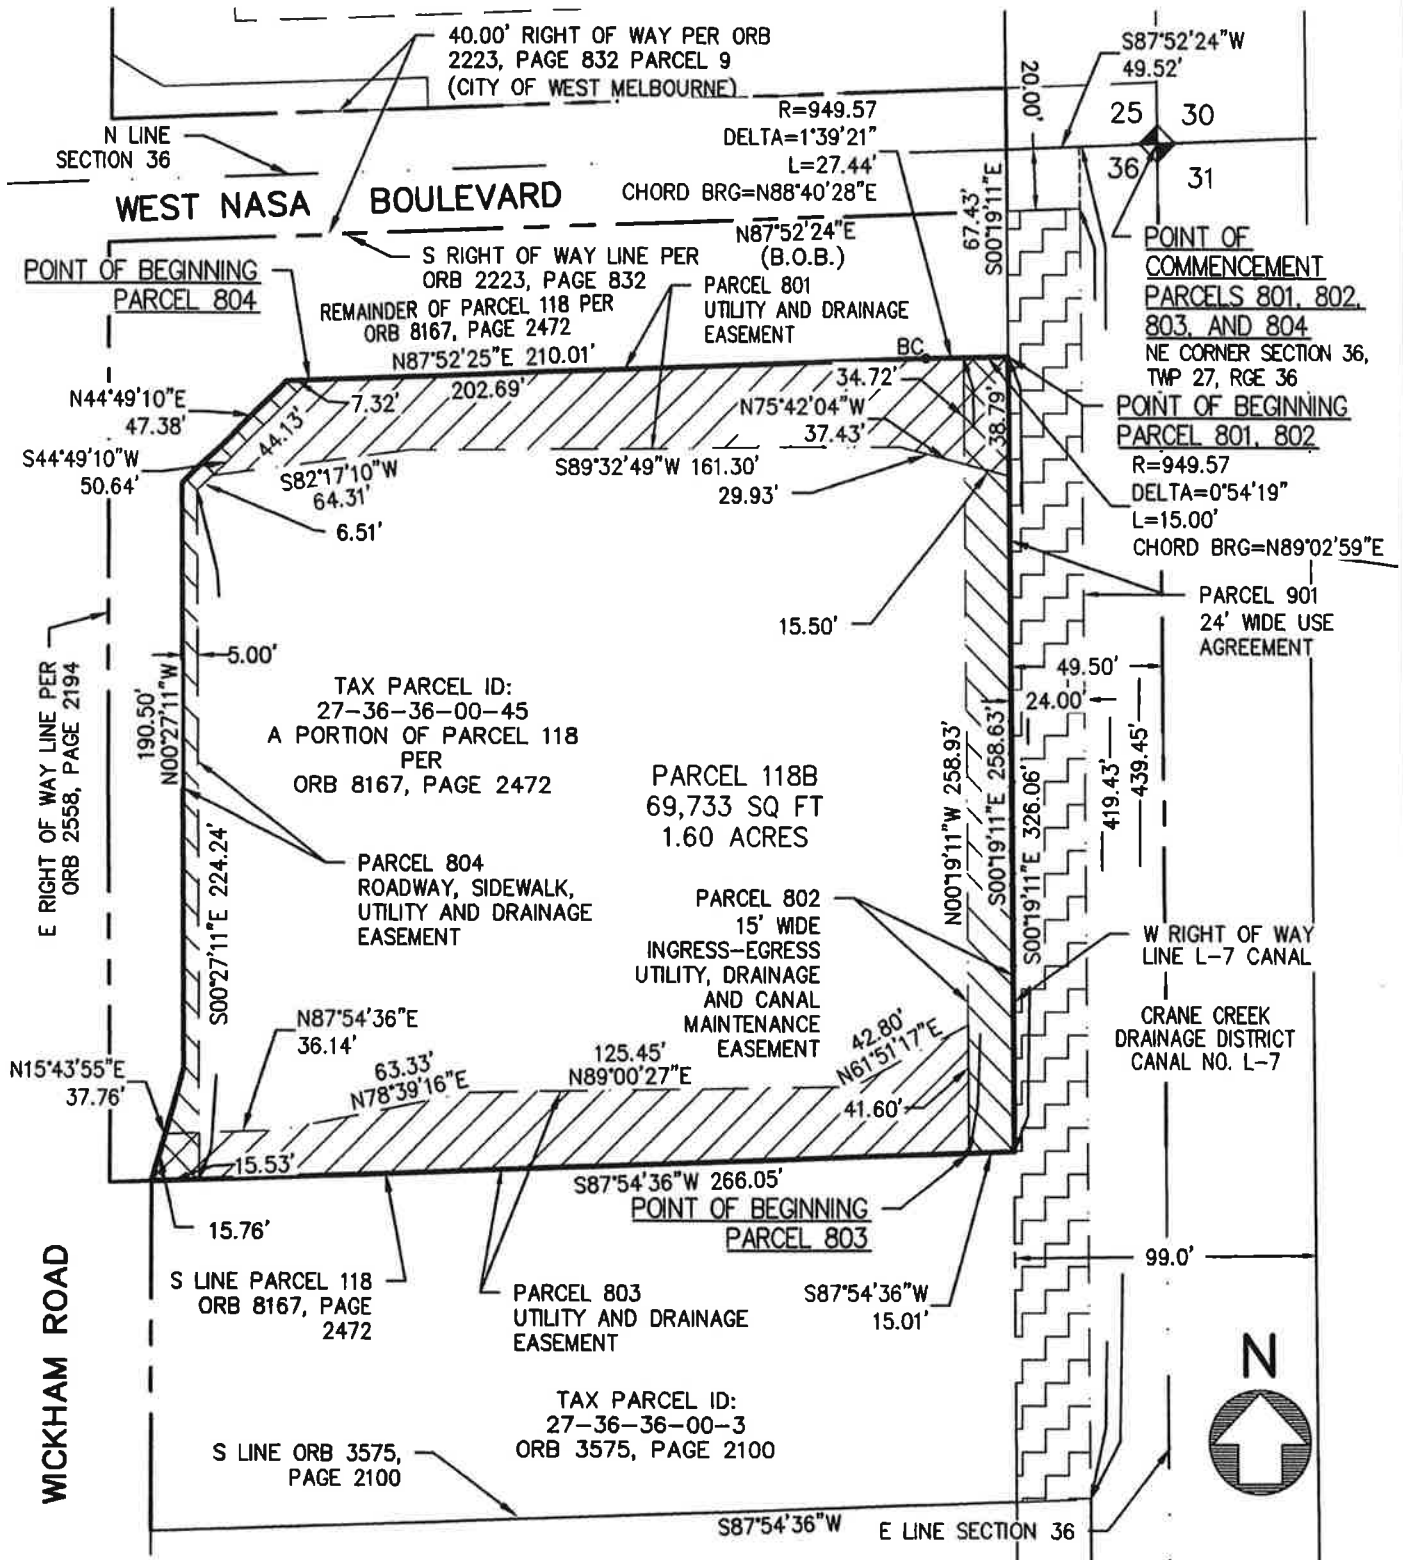 40.00' RIGHT OF WAY PER ORB
2223, PAGE 832 PARCEL 9
(CITY OF WEST MELBOURNE)
S87°52'24"W
49.52'
20.00'
25
30
36
31
N LINE
SECTION 36
R=949.57
DELTA=1°39'21"
L=27.44'
CHORD BRG=N88°40'28"E
WEST NASA BOULEVARD
67.43'
S00°19'11"E
N87°52'24"E
(B.O.B.)
S RIGHT OF WAY LINE PER
ORB 2223, PAGE 832
POINT OF BEGINNING
PARCEL 804
REMAINDER OF PARCEL 118 PER
ORB 8167, PAGE 2472
PARCEL 801
UTILITY AND DRAINAGE
EASEMENT
POINT OF
COMMENCEMENT
PARCELS 801, 802,
803, AND 804
NE CORNER SECTION 36,
TWP 27, RGE 36
N87°52'25"E 210.01'
BC
202.69'
7.32'
34.72'
38.79'
N44°49'10"E
47.38'
44.13'
N75°42'04"W
37.43'
POINT OF BEGINNING
PARCEL 801, 802
R=949.57
DELTA=0°54'19"
L=15.00'
CHORD BRG=N89°02'59"E
S44°49'10"W
50.64'
S82°17'10"W
64.31'
S89°32'49"W 161.30'
29.93'
6.51'
15.50'
PARCEL 901
24' WIDE USE
AGREEMENT
5.00'
49.50'
24.00'
E RIGHT OF WAY LINE PER
ORB 2558, PAGE 2194
190.50'
N00°27'11"W
TAX PARCEL ID:
27-36-36-00-45
A PORTION OF PARCEL 118
PER
ORB 8167, PAGE 2472
PARCEL 118B
69,733 SQ FT
1.60 ACRES
N00°19'11"W 258.93'
S00°19'11"E 258.63'
S00°19'11"E 326.06'
419.43'
439.45'
S00°27'11"E 224.24'
PARCEL 804
ROADWAY, SIDEWALK,
UTILITY AND DRAINAGE
EASEMENT
PARCEL 802
15' WIDE
INGRESS-EGRESS
UTILITY, DRAINAGE
AND CANAL
MAINTENANCE
EASEMENT
W RIGHT OF WAY
LINE L-7 CANAL
CRANE CREEK
DRAINAGE DISTRICT
CANAL NO. L-7
N87°54'36"E
36.14'
63.33'
N78°39'16"E
125.45'
N89°00'27"E
42.80'
N61°51'17"E
N15°43'55"E
37.76'
41.60'
15.53'
S87°54'36"W 266.05'
POINT OF BEGINNING
PARCEL 803
15.76'
99.0'
S LINE PARCEL 118
ORB 8167, PAGE
2472
PARCEL 803
UTILITY AND DRAINAGE
EASEMENT
S87°54'36"W
15.01'
WICKHAM ROAD
N
TAX PARCEL ID:
27-36-36-00-3
ORB 3575, PAGE 2100
S LINE ORB 3575,
PAGE 2100
S87°54'36"W
E LINE SECTION 36